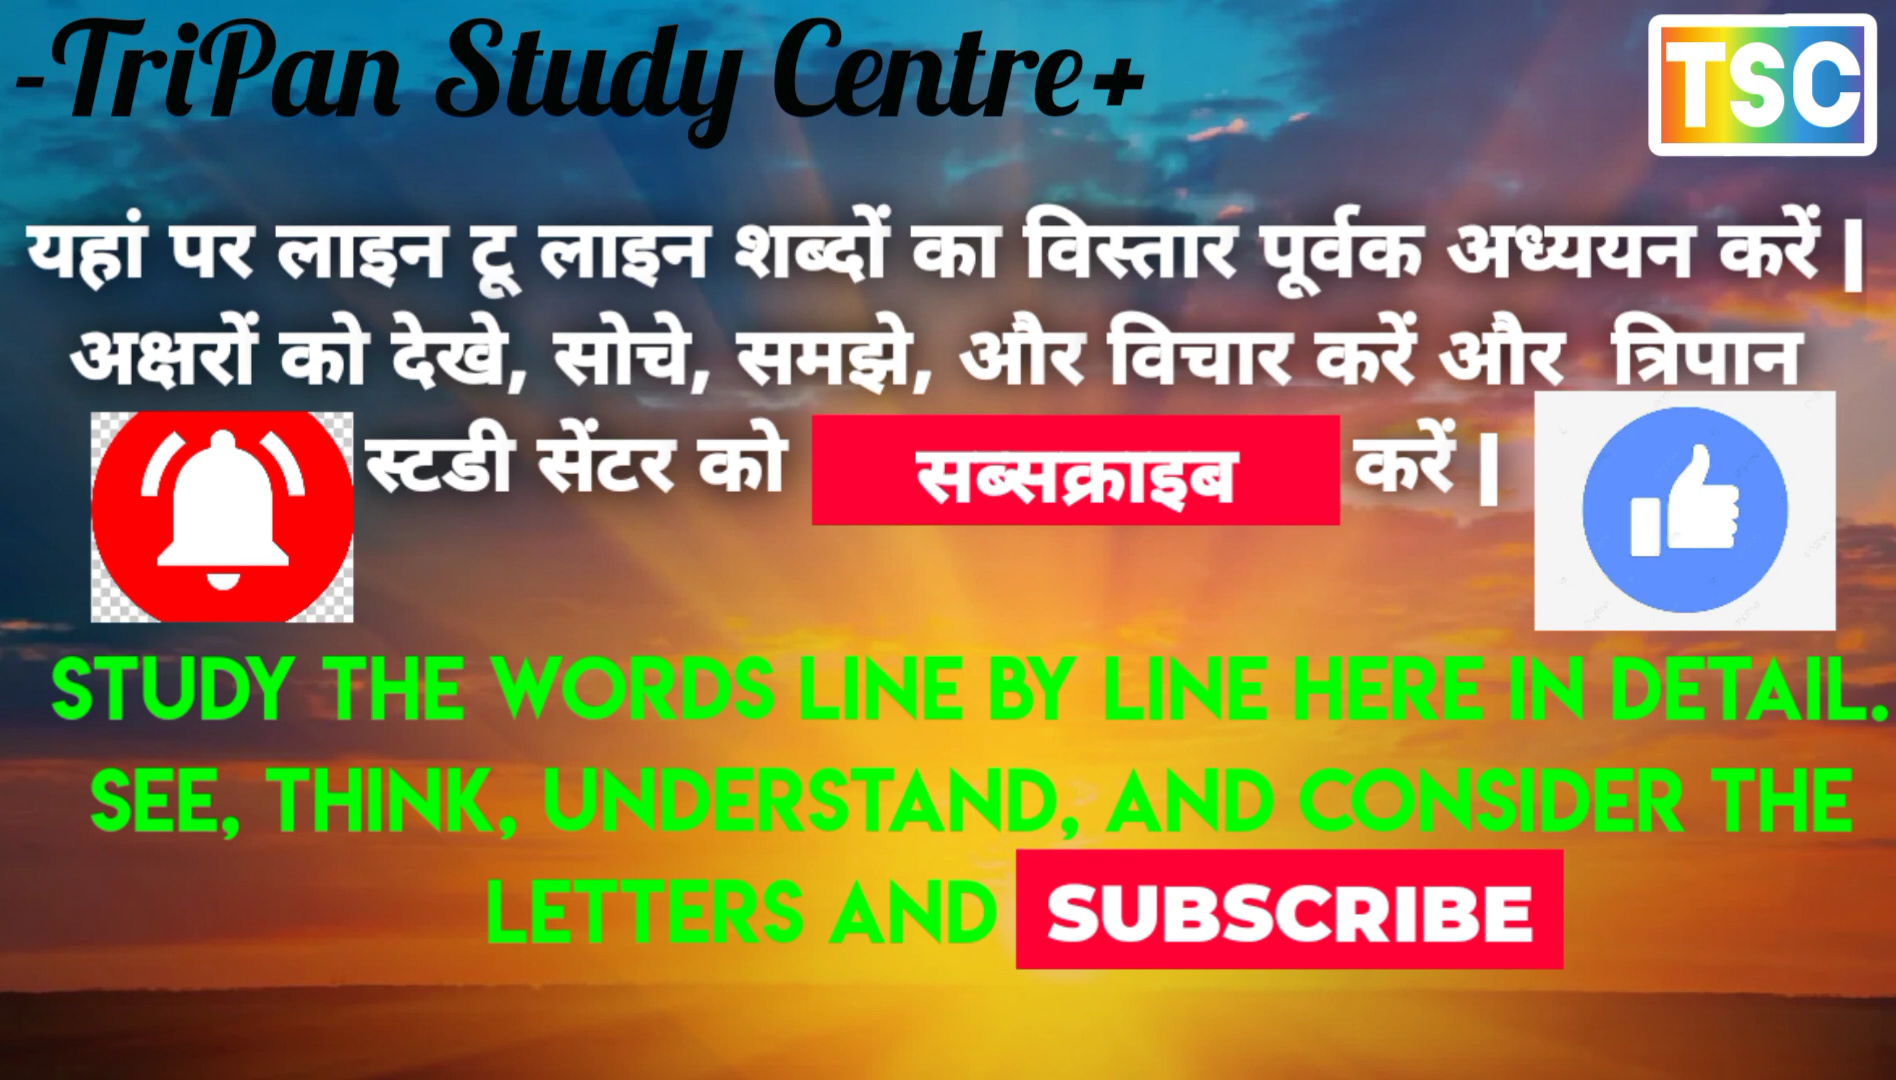 -TriPan Study Centre+
TSC
यहां पर लाइन टू लाइन शब्दों का विस्तार पूर्वक अध्ययन करें |
अक्षरों को देखे, सोचे, समझे, और विचार करें और त्रिपान
स्टडी सेंटर को सब्सक्राइब करें |
STUDY THE WORDS LINE BY LINE HERE IN DETAIL.
SEE, THINK, UNDERSTAND, AND CONSIDER THE
LETTERS AND SUBSCRIBE